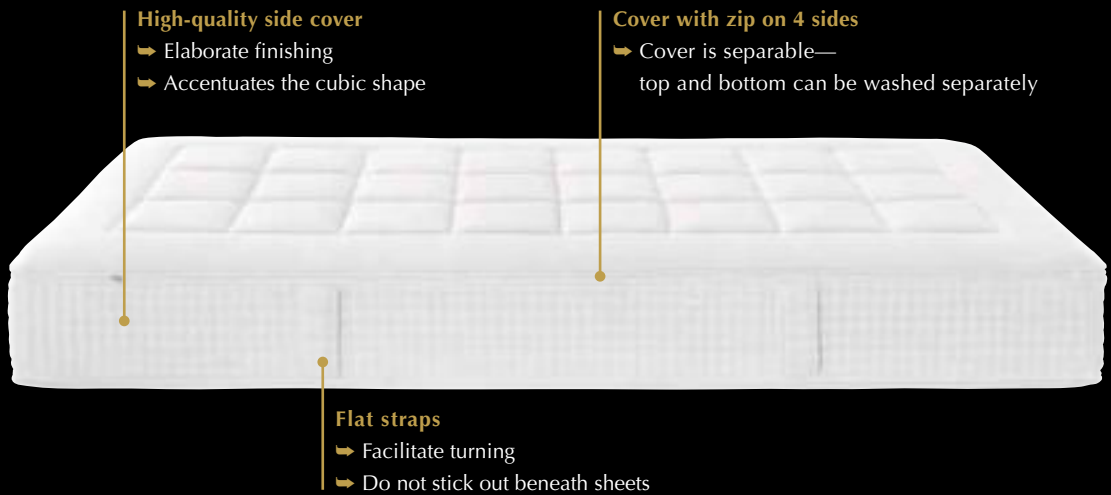 High-quality side cover
➥ Elaborate finishing
➥ Accentuates the cubic shape
Cover with zip on 4 sides
➥ Cover is separable—
top and bottom can be washed separately
Flat straps
➥ Facilitate turning
➥ Do not stick out beneath sheets